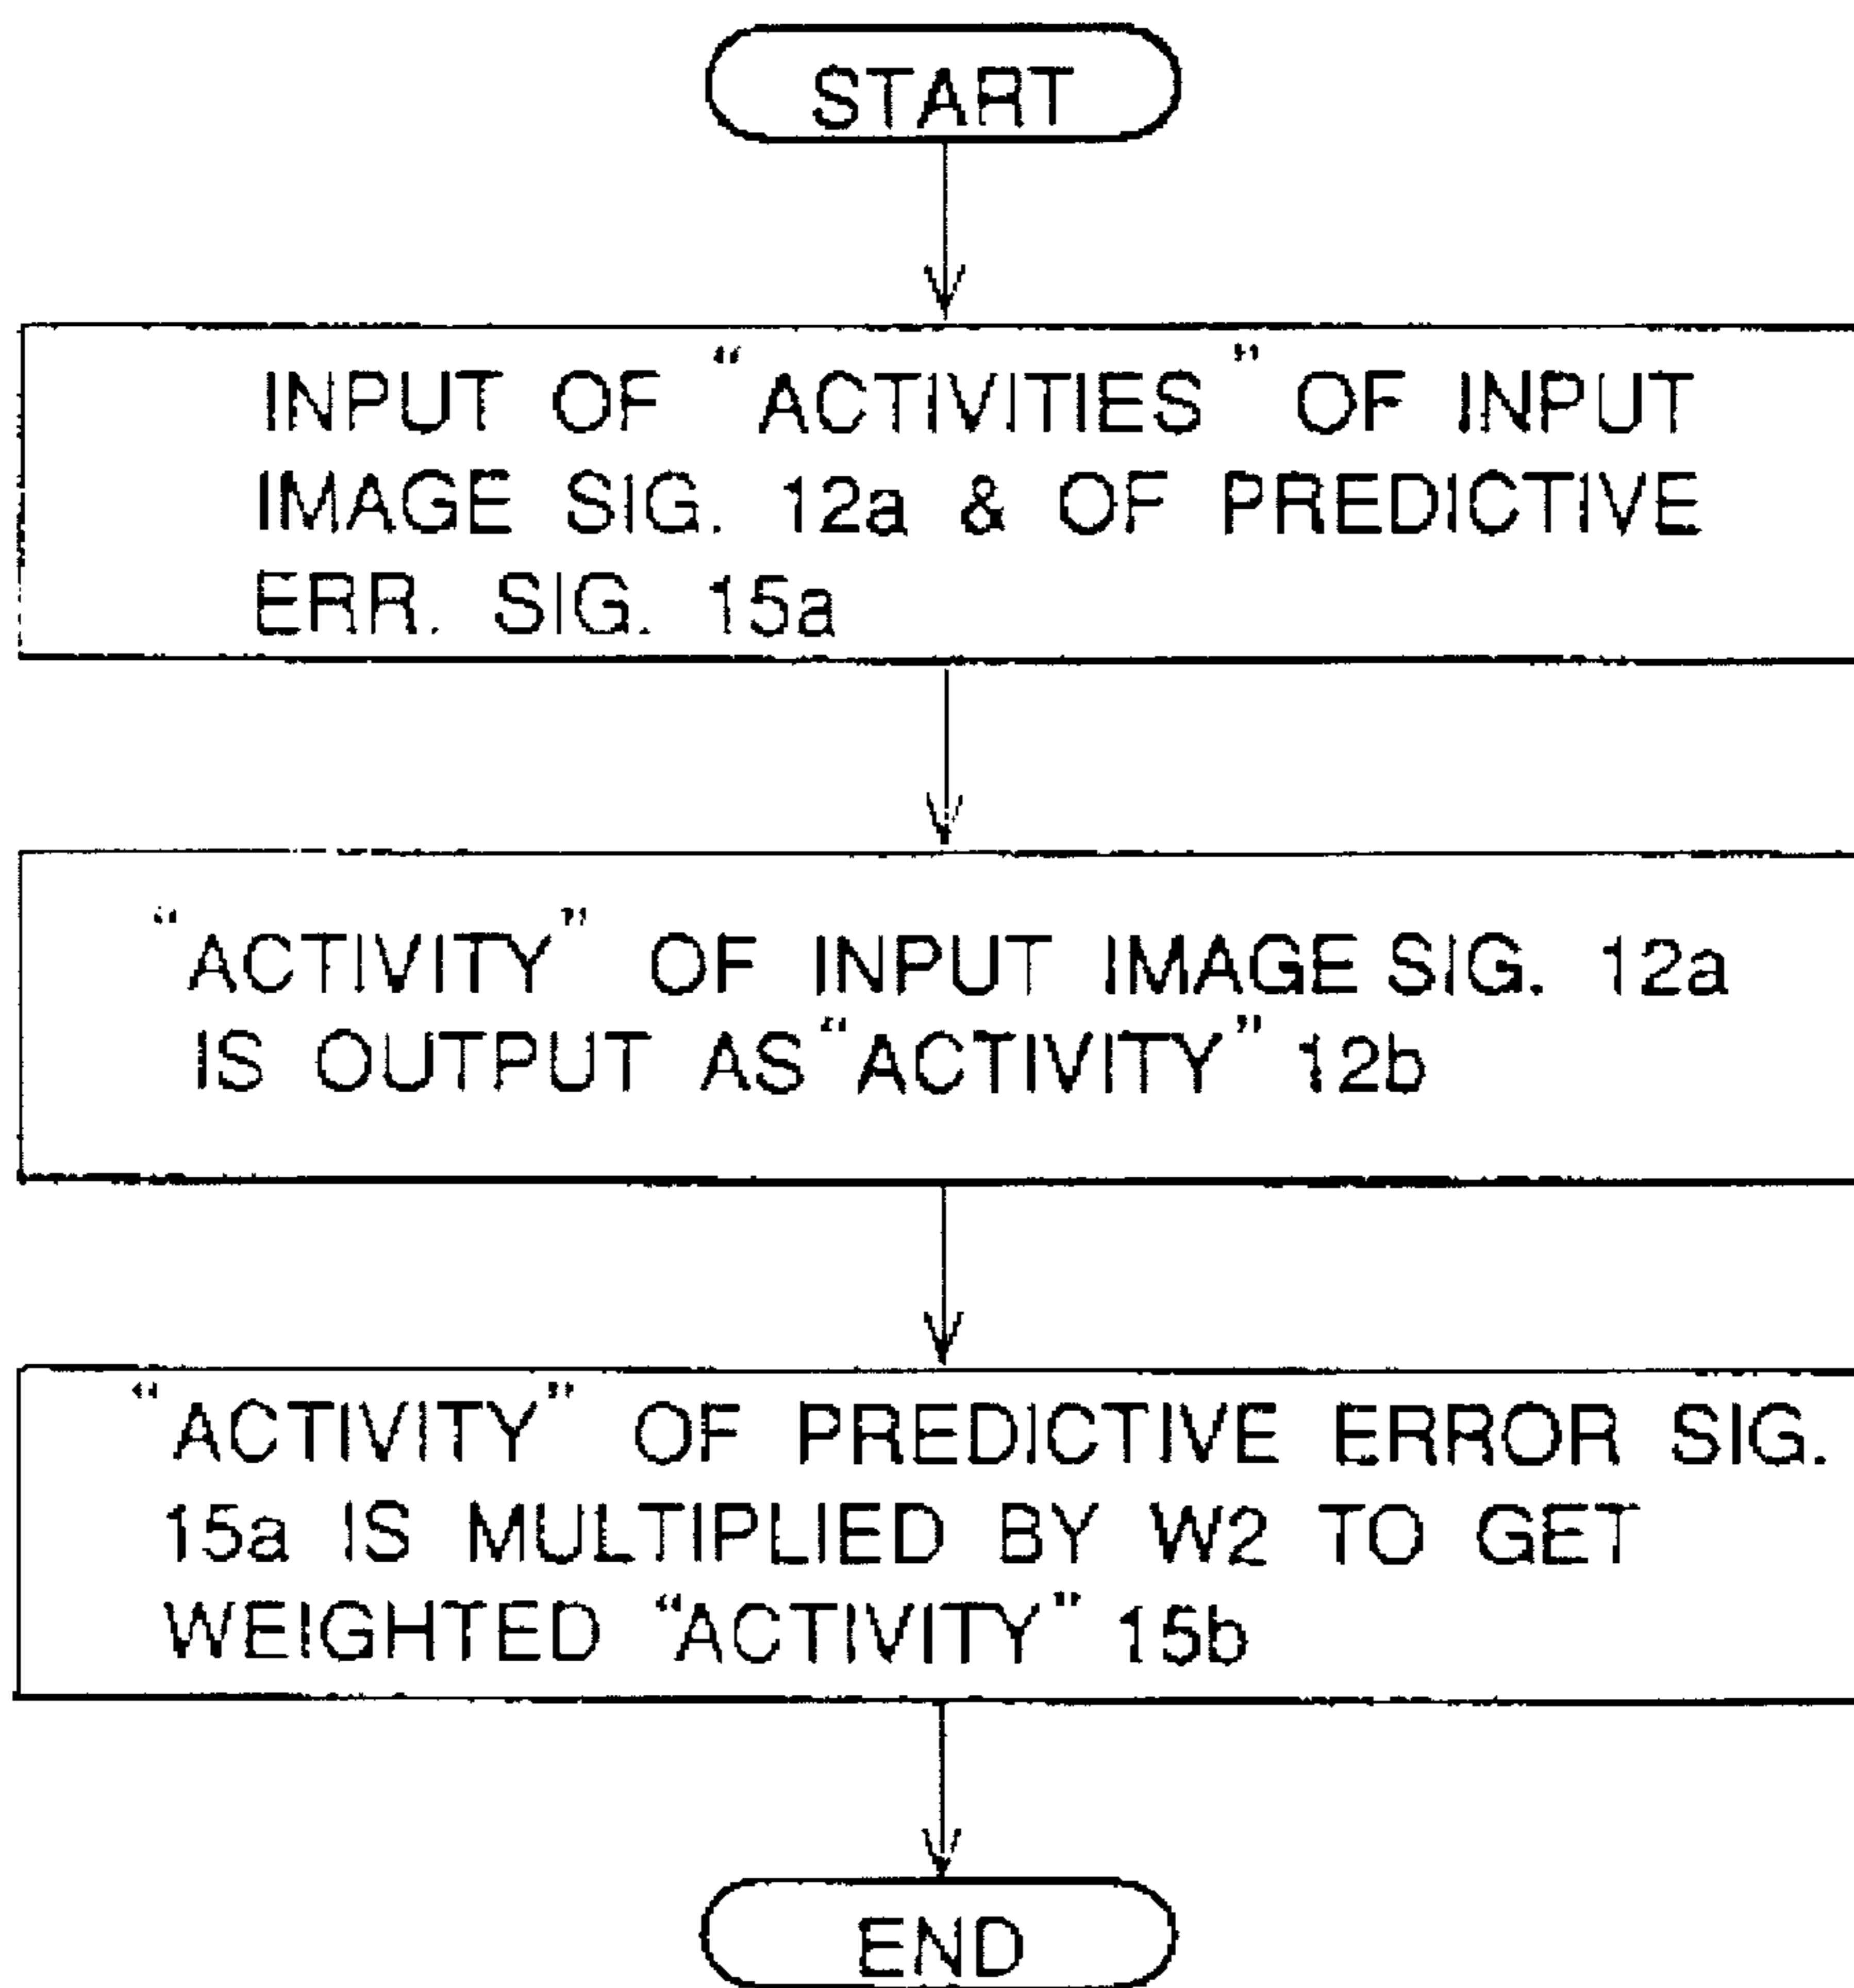 START
INPUT OF “ACTIVITIES” OF INPUT
IMAGE SIG. 12a & OF PREDICTIVE
ERR. SIG. 15a
“ACTIVITY” OF INPUT IMAGE SIG. 12a
IS OUTPUT AS “ACTIVITY” 12b
“ACTIVITY” OF PREDICTIVE ERROR SIG.
15a IS MULTIPLIED BY W2 TO GET
WEIGHTED “ACTIVITY” 15b
END